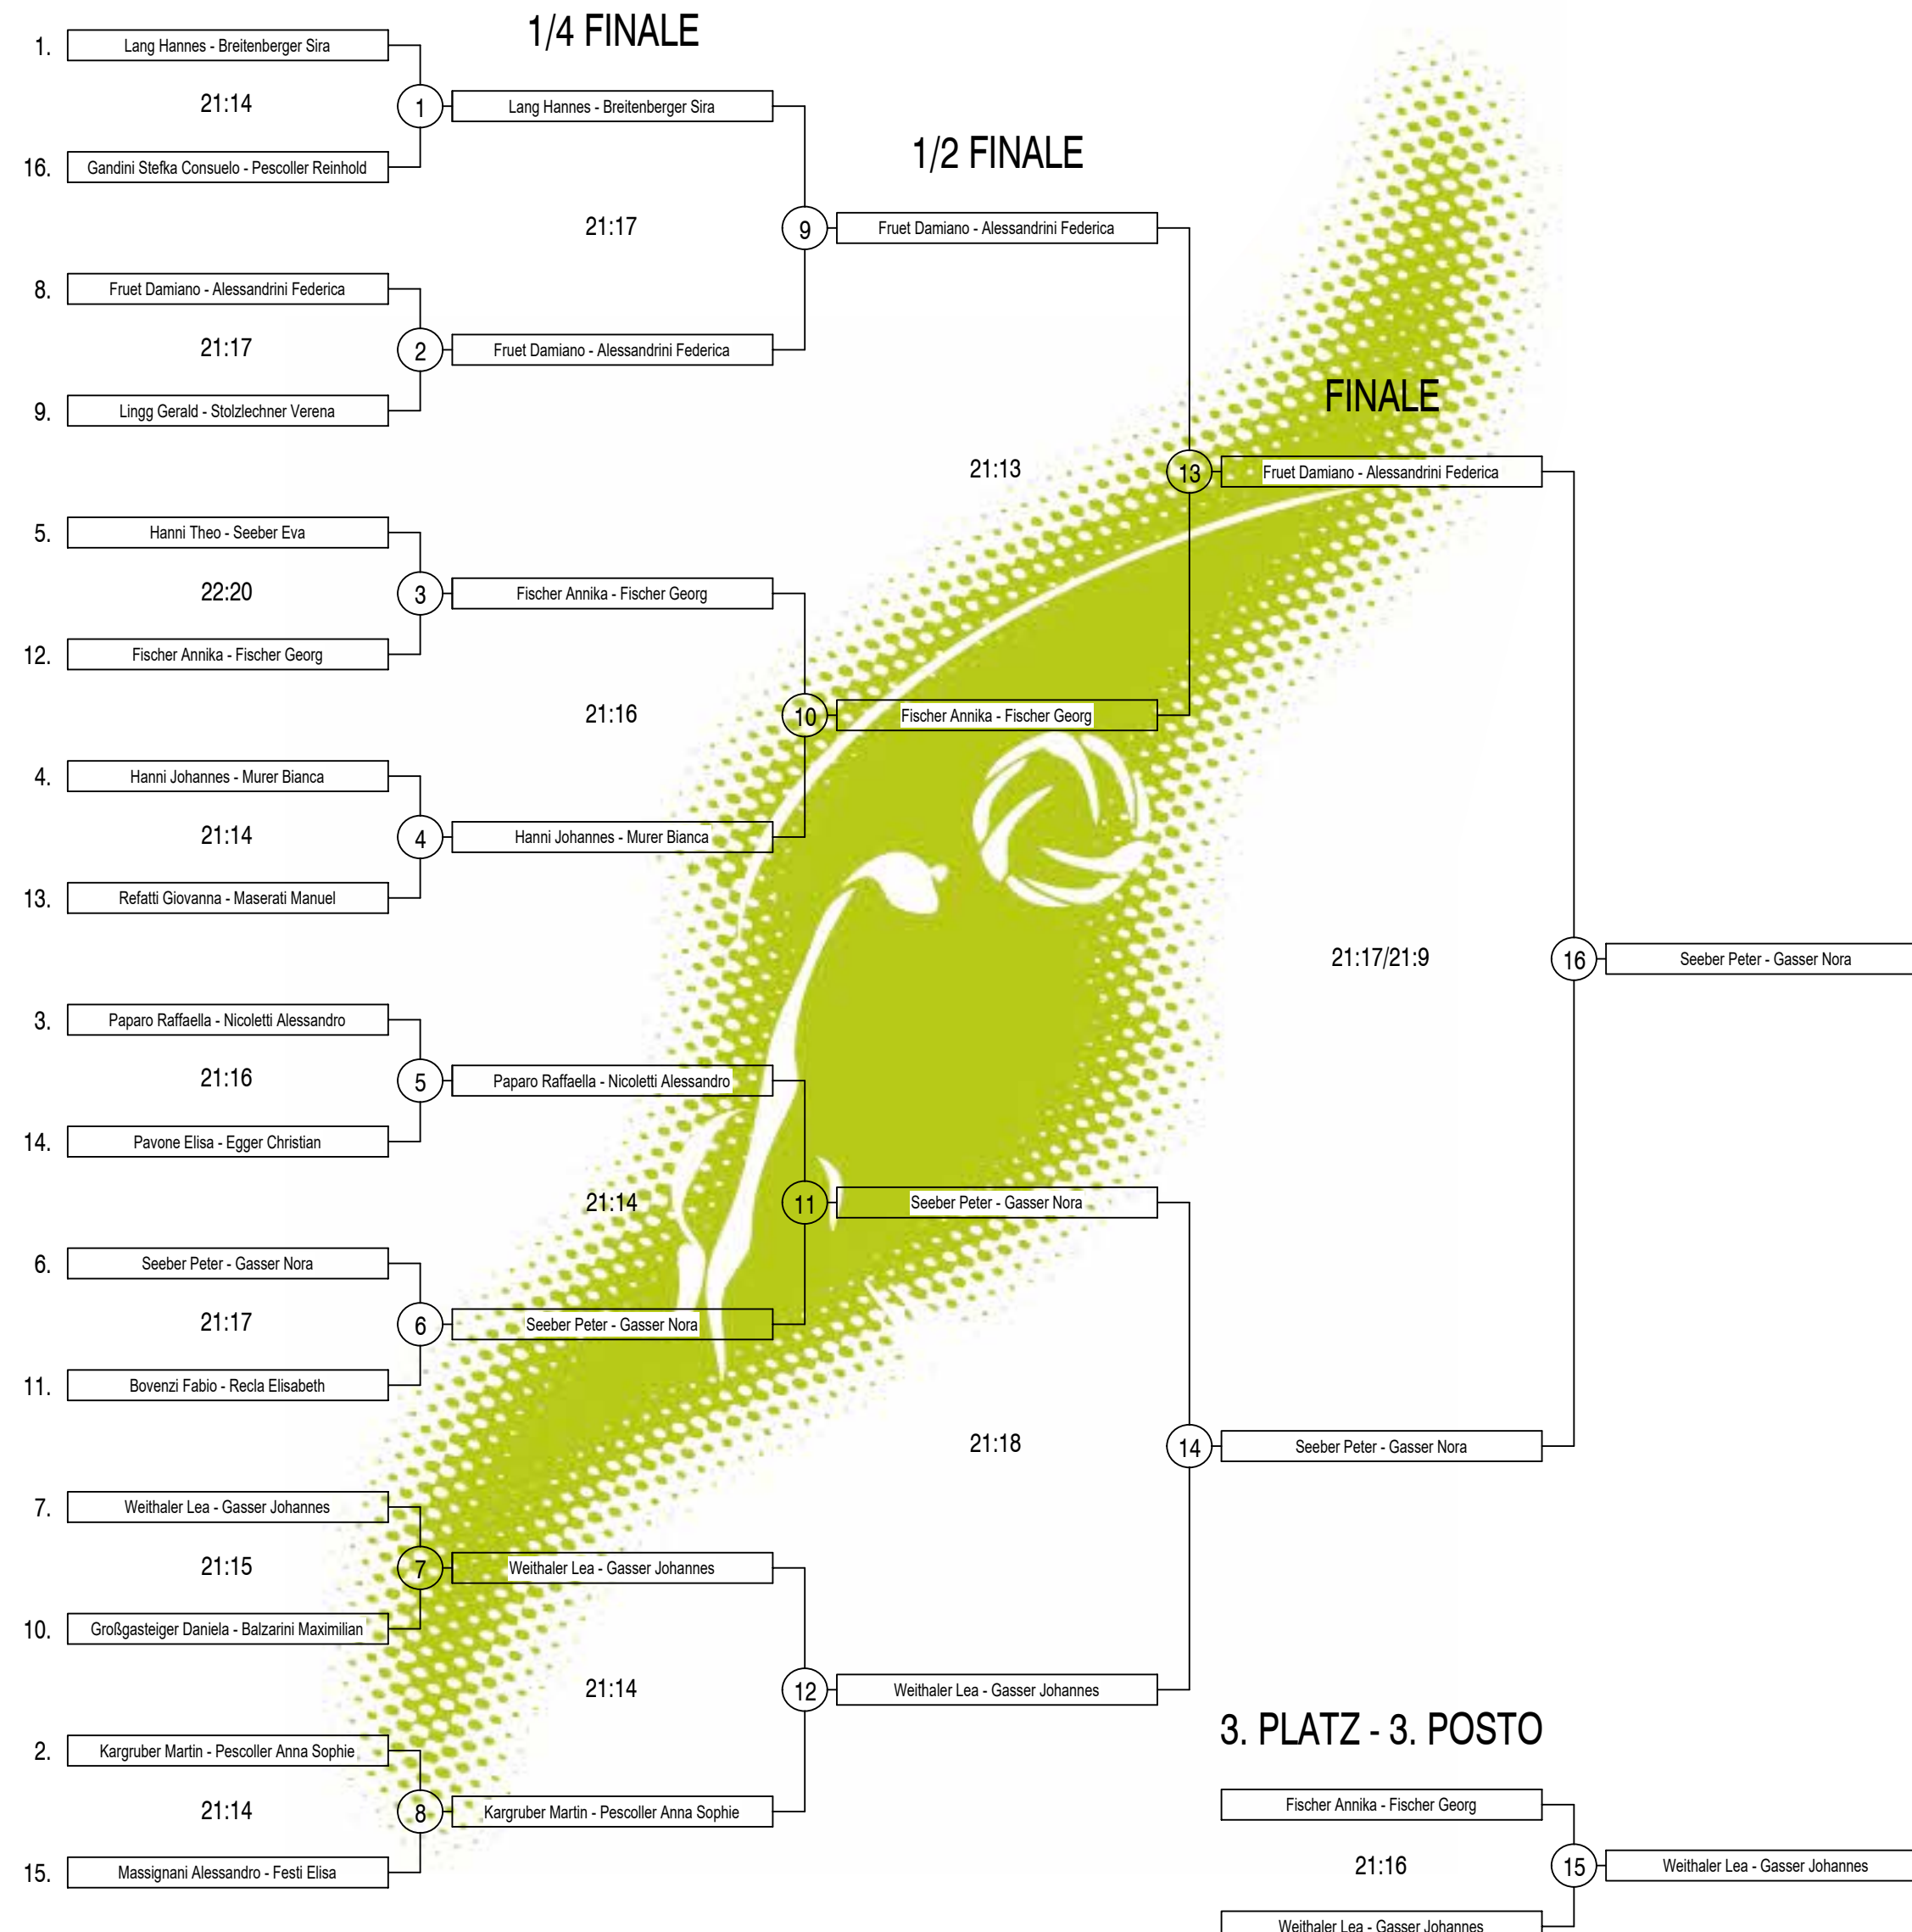 1/4 FINALE
1. Lang Hannes - Breitenberger Sira
21:14
1 Lang Hannes - Breitenberger Sira
16. Gandini Stefka Consuelo - Pescoller Reinhold
1/2 FINALE
21:17
9 Fruet Damiano - Alessandrini Federica
8. Fruet Damiano - Alessandrini Federica
21:17
2 Fruet Damiano - Alessandrini Federica
9. Lingg Gerald - Stolzlechner Verena
FINALE
21:13
13 Fruet Damiano - Alessandrini Federica
5. Hanni Theo - Seeber Eva
22:20
3 Fischer Annika - Fischer Georg
12. Fischer Annika - Fischer Georg
21:16
10 Fischer Annika - Fischer Georg
4. Hanni Johannes - Murer Bianca
21:14
4 Hanni Johannes - Murer Bianca
13. Refatti Giovanna - Maserati Manuel
21:17/21:9
16 Seeber Peter - Gasser Nora
3. Paparo Raffaella - Nicoletti Alessandro
21:16
5 Paparo Raffaella - Nicoletti Alessandro
14. Pavone Elisa - Egger Christian
21:14
11 Seeber Peter - Gasser Nora
6. Seeber Peter - Gasser Nora
21:17
6 Seeber Peter - Gasser Nora
11. Bovenzi Fabio - Recla Elisabeth
21:18
14 Seeber Peter - Gasser Nora
7. Weithaler Lea - Gasser Johannes
21:15
7 Weithaler Lea - Gasser Johannes
10. Großgasteiger Daniela - Balzarini Maximilian
21:14
12 Weithaler Lea - Gasser Johannes
2. Kargruber Martin - Pescoller Anna Sophie
21:14
8 Kargruber Martin - Pescoller Anna Sophie
15. Massignani Alessandro - Festi Elisa
3. PLATZ - 3. POSTO
Fischer Annika - Fischer Georg
21:16
15 Weithaler Lea - Gasser Johannes
Weithaler Lea - Gasser Johannes